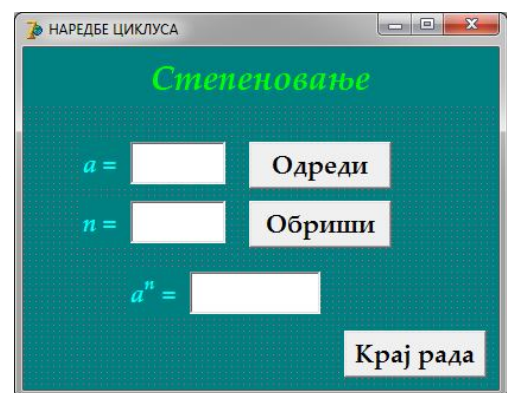 НАРЕДБЕ ЦИКЛУСА
Степеновање
a =
Одреди
n =
Обриши
aⁿ =
Крај рада